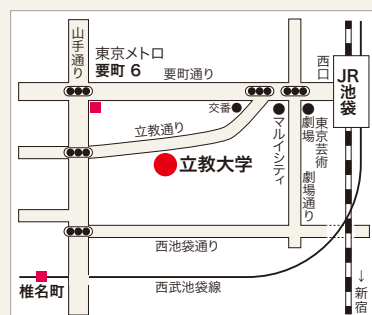 山手通り
東京メトロ
要町 6
要町通り
西口
JR
池袋
交番
立教通り
マルイシティ
東京芸術
劇場
劇場通り
立教大学
西池袋通り
椎名町
西武池袋線
↓
新宿